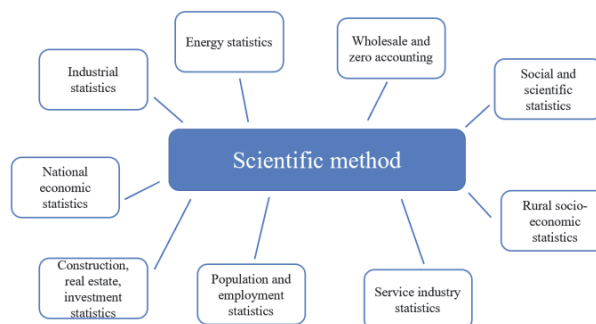 Energy statistics
Wholesale and
zero accounting
Industrial
statistics
Social and
scientific
statistics
Scientific method
National
economic
statistics
Rural socio-
economic
statistics
Construction,
real estate,
investment
statistics
Population and
employment
statistics
Service industry
statistics